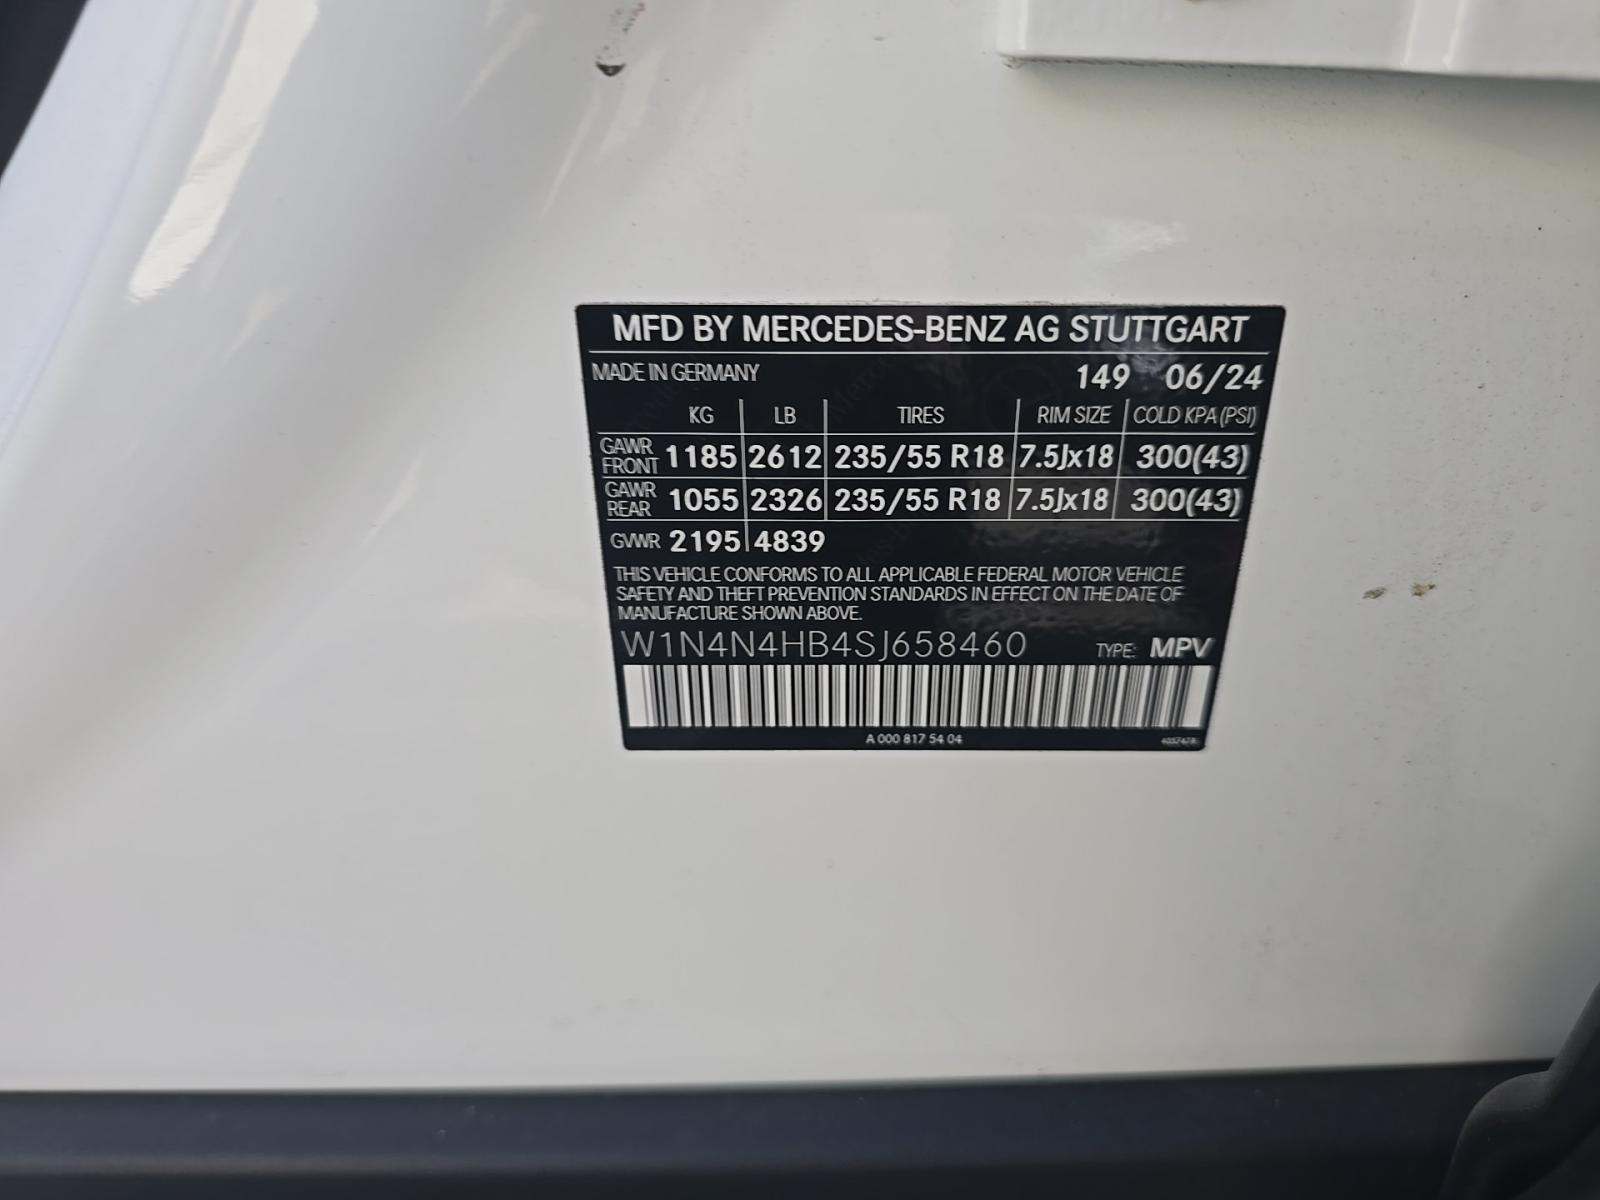 MFD BY MERCEDES-BENZ AG STUTTGART
MADE IN GERMANY 149 06/24
KG LB TIRES RIM SIZE COLD KPA (PSI)
GAWR FRONT 1185 2612 235/55 R18 7.5Jx18 300(43)
GAWR REAR 1055 2326 235/55 R18 7.5Jx18 300(43)
GVWR 2195 4839
THIS VEHICLE CONFORMS TO ALL APPLICABLE FEDERAL MOTOR VEHICLE
SAFETY AND THEFT PREVENTION STANDARDS IN EFFECT ON THE DATE OF
MANUFACTURE SHOWN ABOVE.
W1N4N4HB4SJ658460 TYPE: MPV
A 000 817 54 04